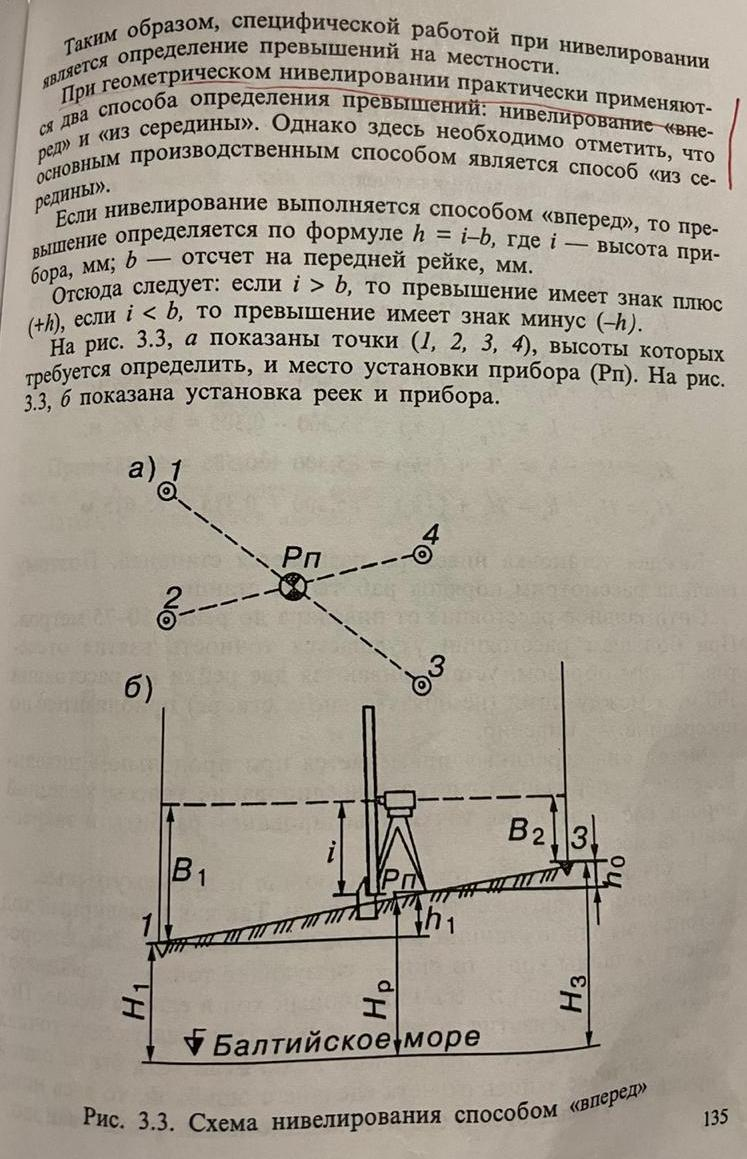 Таким образом, специфической работой при нивелировании
является определение превышений на местности.
При геометрическом нивелировании практически применяют-
ся два способа определения превышений: нивелирование «впе-
ред» и «из середины». Однако здесь необходимо отметить, что
основным производственным способом является способ «из се-
редины».
Если нивелирование выполняется способом «вперед», то пре-
вышение определяется по формуле h = i–b, где i — высота при-
бора, мм; b — отсчет на передней рейке, мм.
Отсюда следует: если i > b, то превышение имеет знак плюс
(+h), если i < b, то превышение имеет знак минус (–h).
На рис. 3.3, а показаны точки (1, 2, 3, 4), высоты которых
требуется определить, и место установки прибора (Рп). На рис.
3.3, б показана установка реек и прибора.
а) 1
4
Рп
2
3
б)
B₂ 3
i
B₁
Рп
h₀
1
h₁
H₁
Hр
H₃
Балтийское море
Рис. 3.3. Схема нивелирования способом «вперед»
135